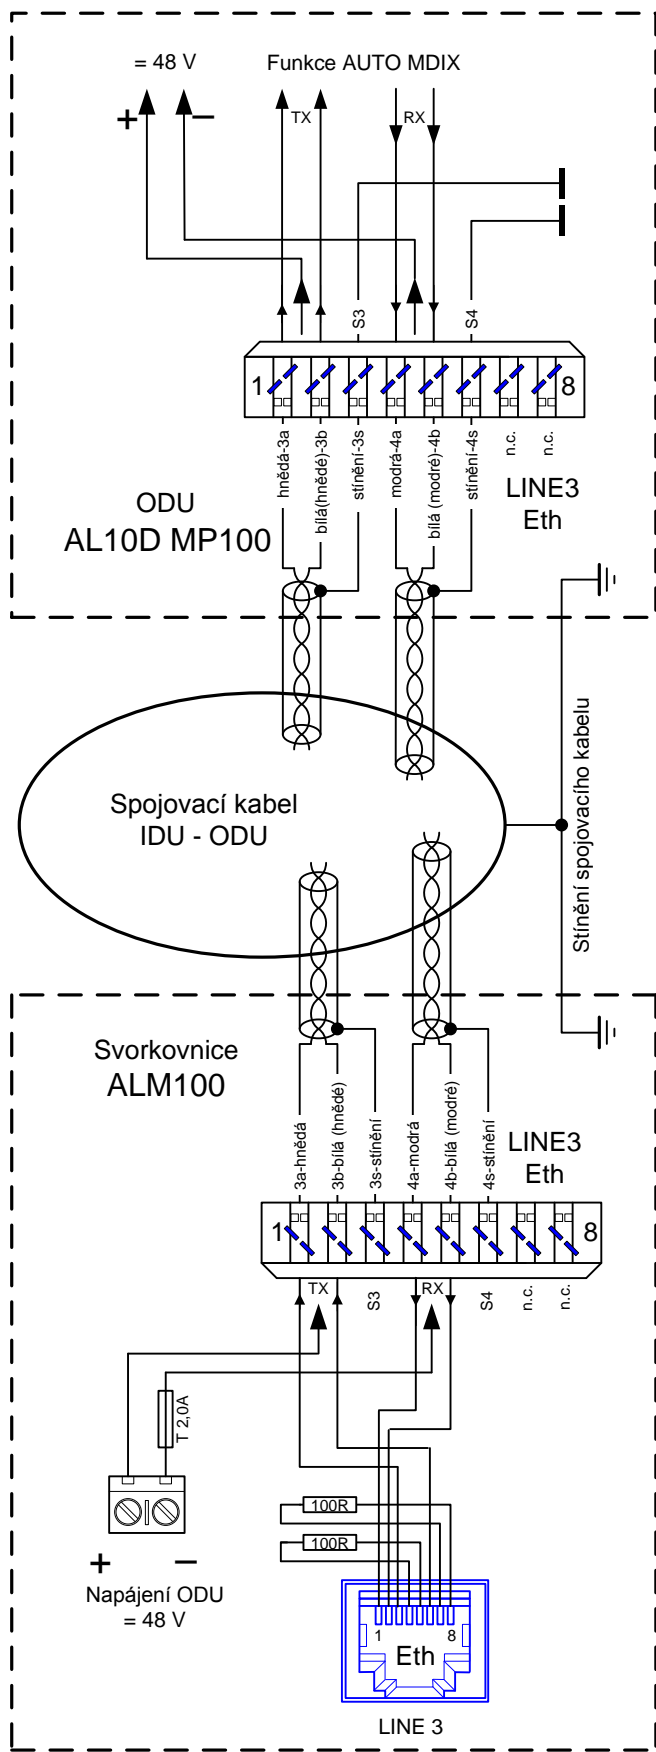 = 48 V
Funkce AUTO MDIX
+
−
TX
RX
S3
S4
1
8
hnědá-3a
bílá(hnědé)-3b
stínění-3s
modrá-4a
bílá (modré)-4b
stínění-4s
n.c.
n.c.
ODU
AL10D MP100
LINE3
Eth
Spojovací kabel
IDU - ODU
Stínění spojovacího kabelu
Svorkovnice
ALM100
3a-hnědá
3b-bílá (hnědé)
3s-stínění
4a-modrá
4b-bílá (modré)
4s-stínění
LINE3
Eth
1
8
TX
S3
RX
S4
n.c.
n.c.
T 2,0A
100R
100R
+
−
Napájení ODU
= 48 V
1
8
Eth
LINE 3